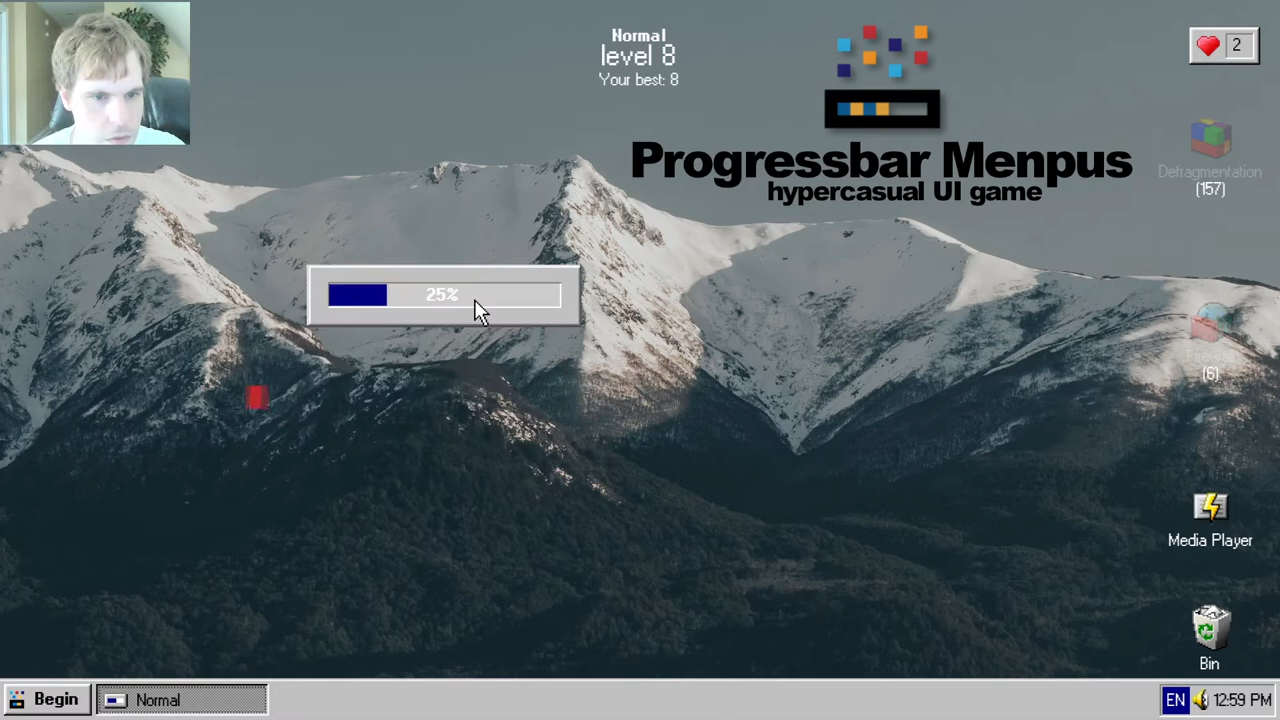 Normal
level 8
Your best: 8
2
Progressbar Menpus
hypercasual UI game
Defragmentation
(157)
25%
(6)
Media Player
Bin
Begin
Normal
EN
12:59 PM